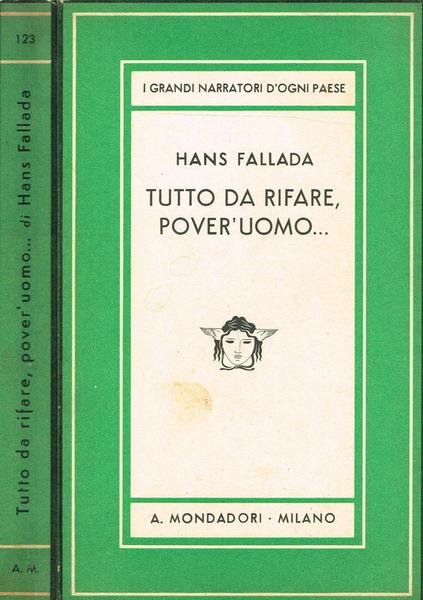 123
Tutto da rifare, pover'uomo... di Hans Fallada
A. M.
I GRANDI NARRATORI D'OGNI PAESE
HANS FALLADA
TUTTO DA RIFARE,
POVER'UOMO...
A. MONDADORI · MILANO